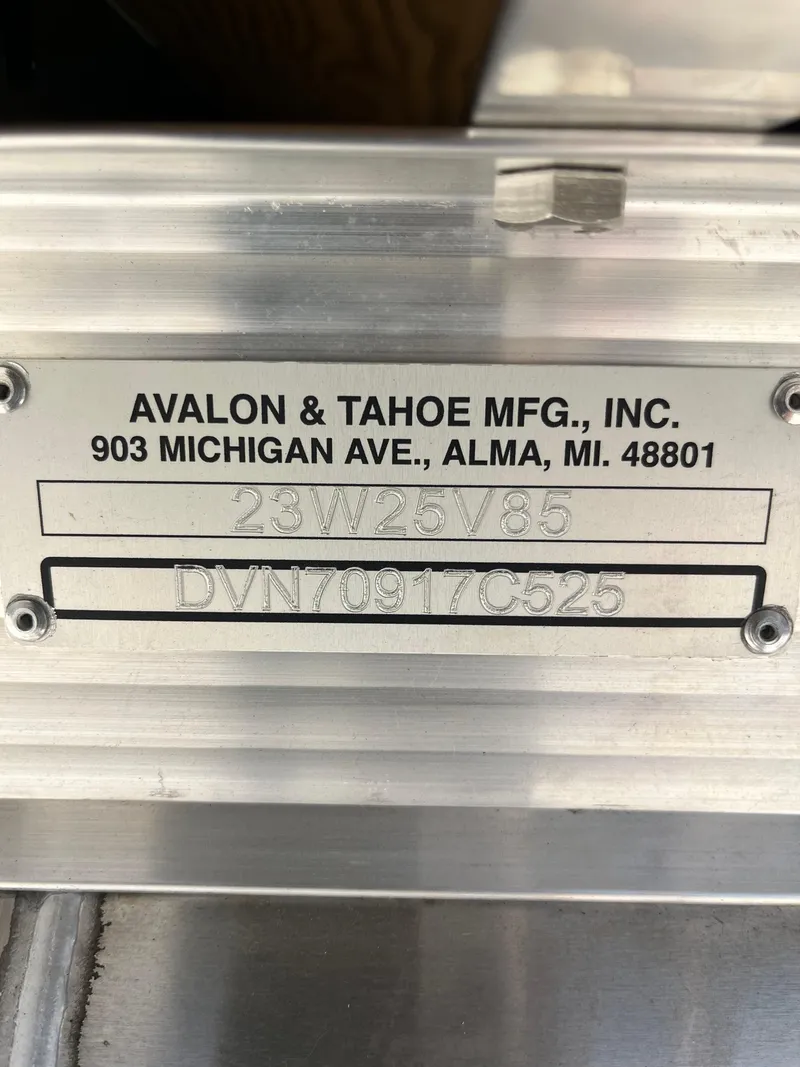 AVALON & TAHOE MFG., INC.
903 MICHIGAN AVE., ALMA, MI. 48801
23W25V85
DVN70917C525